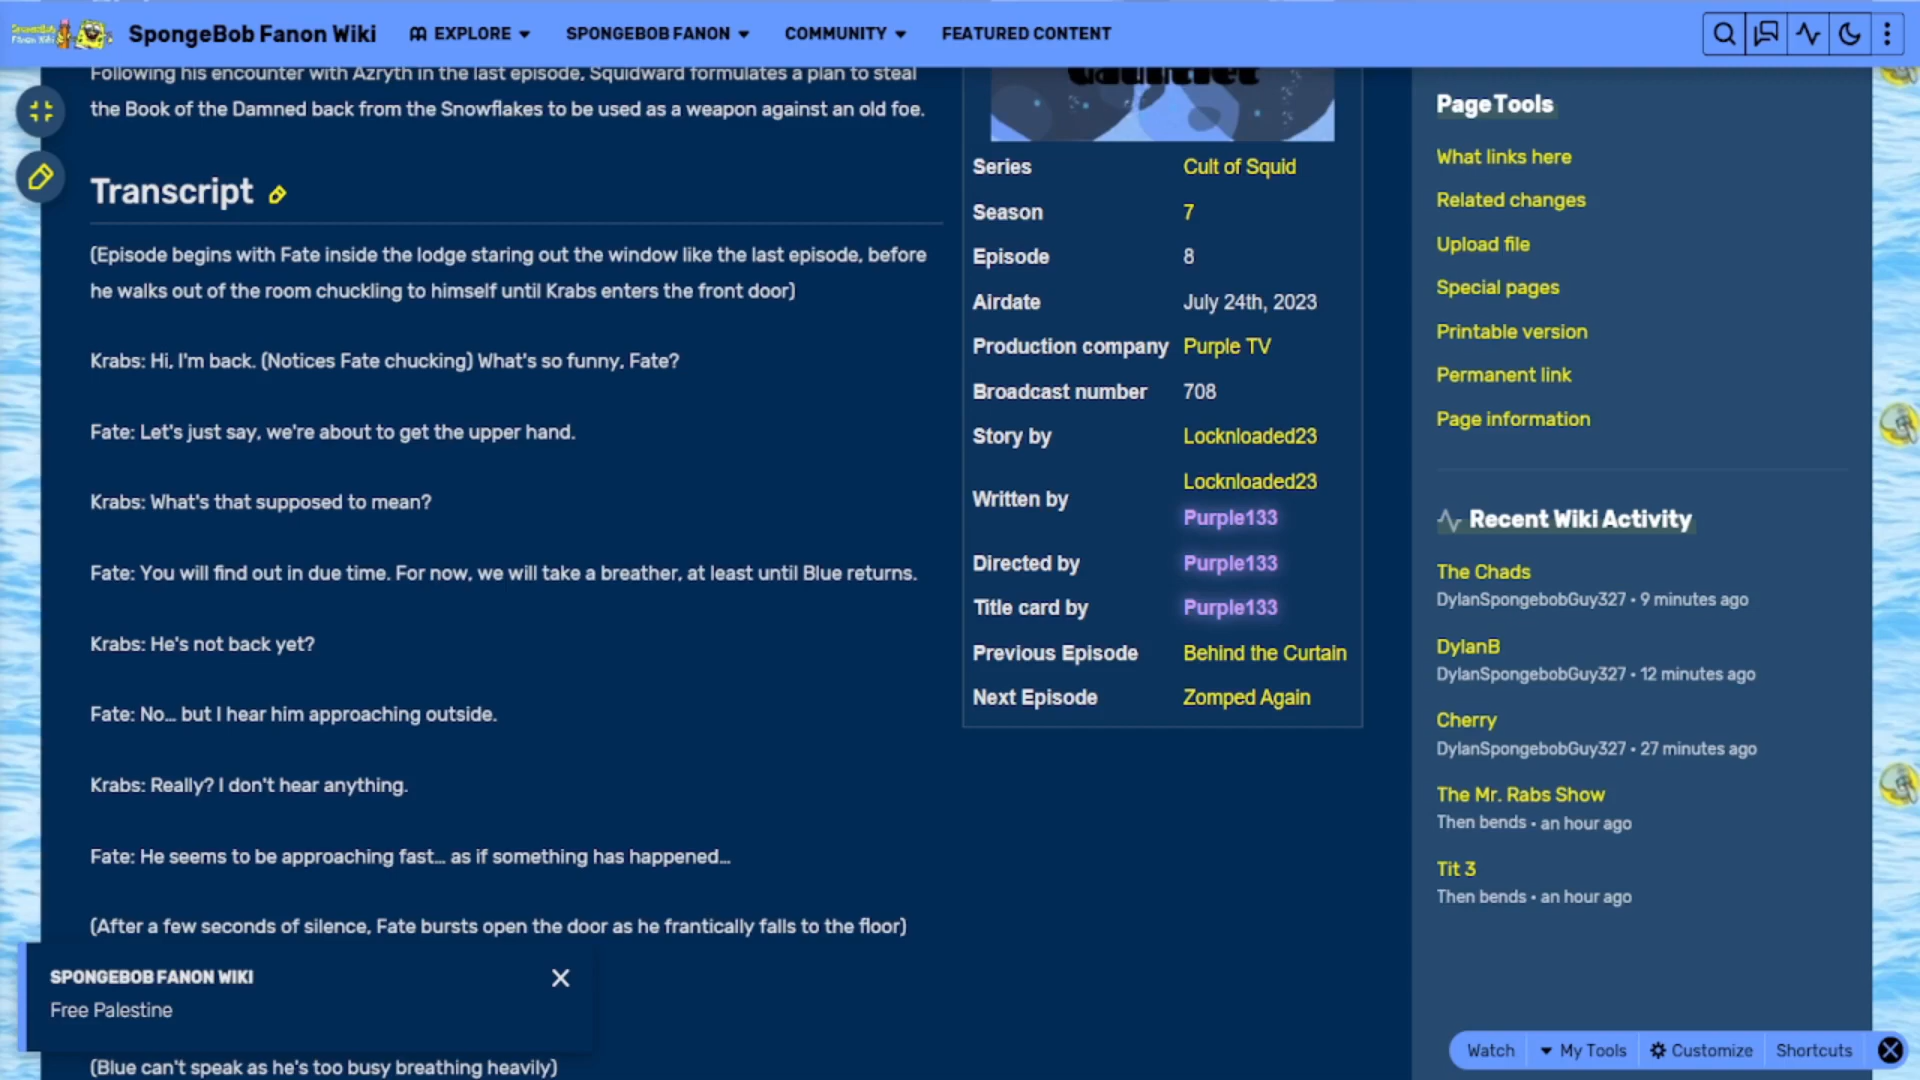 SpongeBob Fanon Wiki
EXPLORE
SPONGEBOB FANON
COMMUNITY
FEATURED CONTENT
Following his encounter with Azryth in the last episode, Squidward formulates a plan to steal
the Book of the Damned back from the Snowflakes to be used as a weapon against an old foe.
Transcript
(Episode begins with Fate inside the lodge staring out the window like the last episode, before
he walks out of the room chuckling to himself until Krabs enters the front door)
Krabs: Hi, I'm back. (Notices Fate chucking) What's so funny, Fate?
Fate: Let's just say, we're about to get the upper hand.
Krabs: What's that supposed to mean?
Fate: You will find out in due time. For now, we will take a breather, at least until Blue returns.
Krabs: He's not back yet?
Fate: No... but I hear him approaching outside.
Krabs: Really? I don't hear anything.
Fate: He seems to be approaching fast... as if something has happened...
(After a few seconds of silence, Fate bursts open the door as he frantically falls to the floor)
(Blue can't speak as he's too busy breathing heavily)
SPONGEBOB FANON WIKI
Free Palestine
Series Cult of Squid
Season 7
Episode 8
Airdate July 24th, 2023
Production company Purple TV
Broadcast number 708
Story by Locknloaded23
Written by Locknloaded23
Purple133
Directed by Purple133
Title card by Purple133
Previous Episode Behind the Curtain
Next Episode Zomped Again
Page Tools
What links here
Related changes
Upload file
Special pages
Printable version
Permanent link
Page information
Recent Wiki Activity
The Chads
DylanSpongebobGuy327 • 9 minutes ago
DylanB
DylanSpongebobGuy327 • 12 minutes ago
Cherry
DylanSpongebobGuy327 • 27 minutes ago
The Mr. Rabs Show
Then bends • an hour ago
Tit 3
Then bends • an hour ago
Watch
My Tools
Customize
Shortcuts